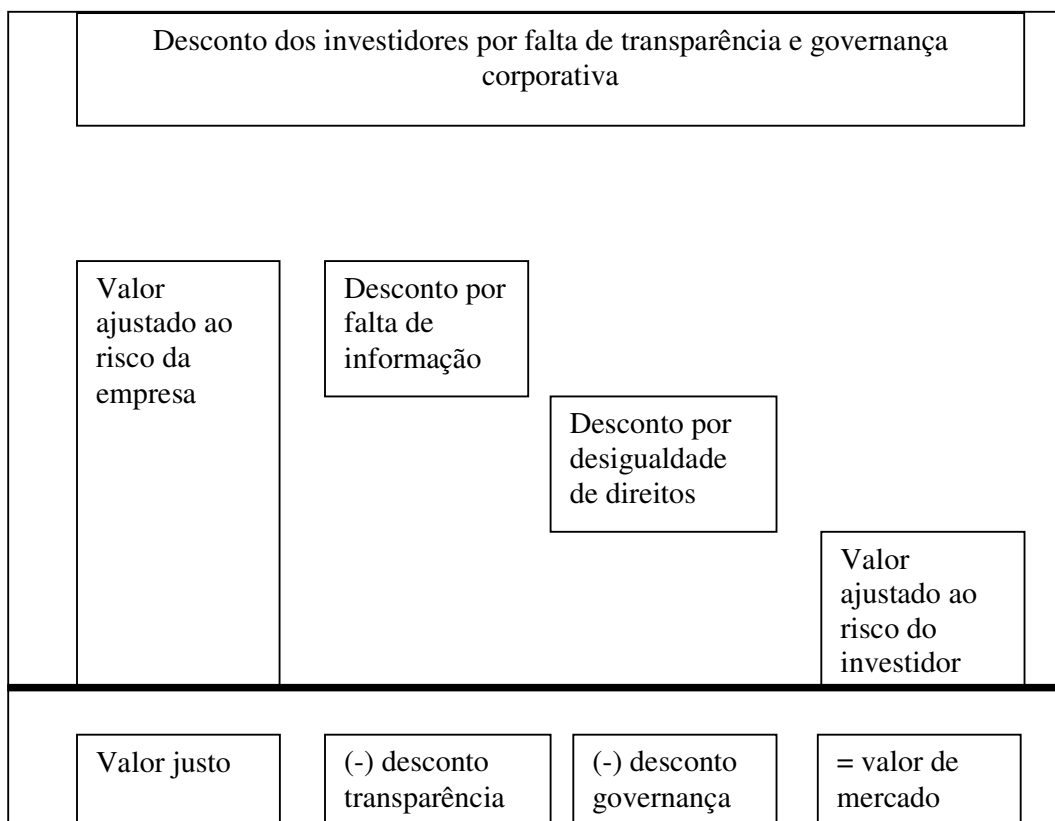 Desconto dos investidores por falta de transparência e governança
corporativa
Valor
ajustado ao
risco da
empresa
Desconto por
falta de
informação
Desconto por
desigualdade
de direitos
Valor
ajustado ao
risco do
investidor
Valor justo
(-) desconto
transparência
(-) desconto
governança
= valor de
mercado